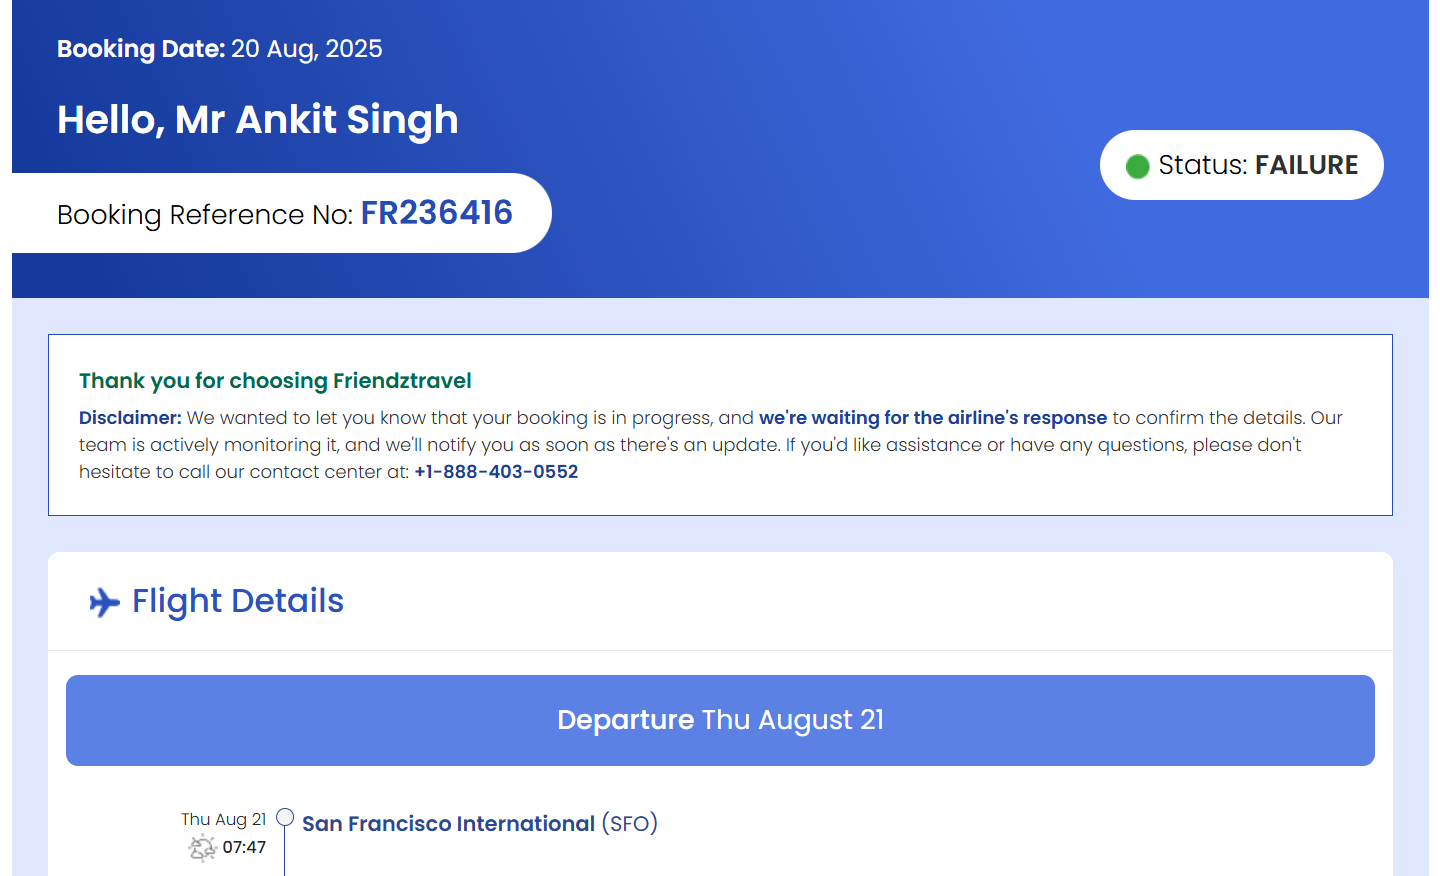 Booking Date: 20 Aug, 2025
Hello, Mr Ankit Singh
Status: FAILURE
Booking Reference No: FR236416
Thank you for choosing Friendztravel
Disclaimer: We wanted to let you know that your booking is in progress, and we're waiting for the airline's response to confirm the details. Our
team is actively monitoring it, and we'll notify you as soon as there's an update. If you'd like assistance or have any questions, please don't
hesitate to call our contact center at: +1-888-403-0552
Flight Details
Departure Thu August 21
Thu Aug 21
San Francisco International (SFO)
07:47